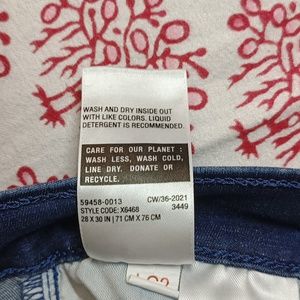 WASH AND DRY INSIDE OUT
WITH LIKE COLORS. LIQUID
DETERGENT IS RECOMMENDED.
CARE FOR OUR PLANET :
WASH LESS, WASH COLD,
LINE DRY. DONATE OR
RECYCLE.
59458-0013 CW/36-2021
STYLE CODE: X6468 3449
28 X 30 IN | 71 CM X 76 CM